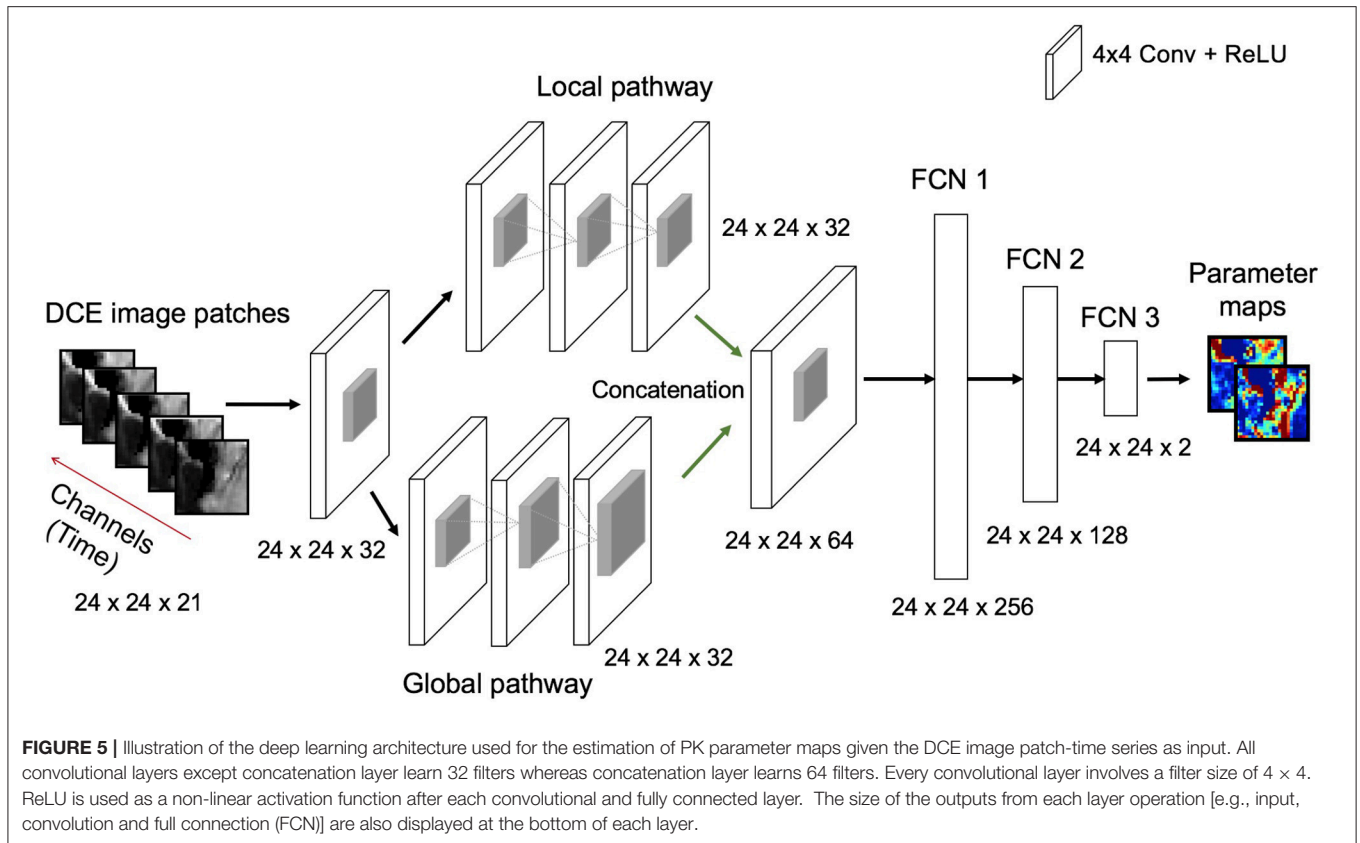 4x4 Conv + ReLU
Local pathway
24 x 24 x 32
FCN 1
FCN 2
FCN 3
Parameter
maps
DCE image patches
Concatenation
Channels
(Time)
24 x 24 x 21
24 x 24 x 32
24 x 24 x 32
Global pathway
24 x 24 x 64
24 x 24 x 256
24 x 24 x 128
24 x 24 x 2
FIGURE 5 | Illustration of the deep learning architecture used for the estimation of PK parameter maps given the DCE image patch-time series as input. All
convolutional layers except concatenation layer learn 32 filters whereas concatenation layer learns 64 filters. Every convolutional layer involves a filter size of 4 × 4.
ReLU is used as a non-linear activation function after each convolutional and fully connected layer. The size of the outputs from each layer operation [e.g., input,
convolution and full connection (FCN)] are also displayed at the bottom of each layer.